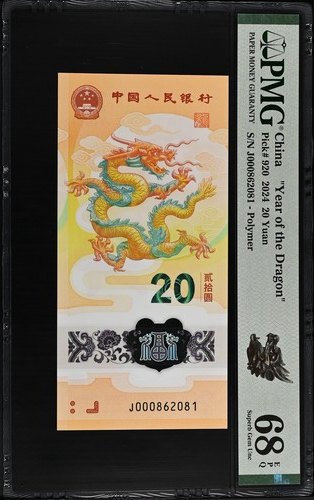 中国人民银行
20
贰拾圆
J000862081
PMG
PAPER MONEY GUARANTY
China "Year of the Dragon"
Pick# 920 2024 20 Yuan
S/N J000862081 - Polymer
68 EPQ
Superb Gem Unc